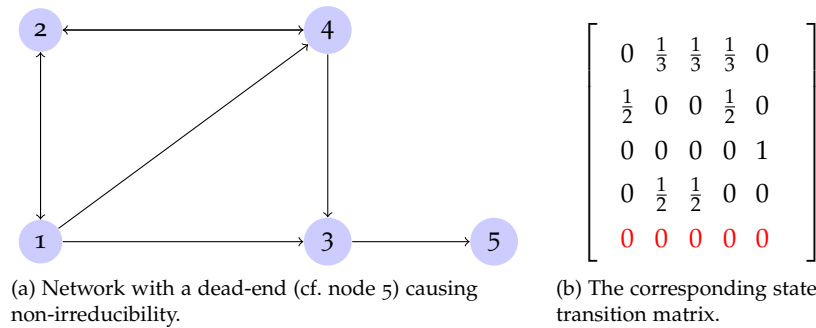 2 4
1 3 5
0 1/3 1/3 1/3 0
1/2 0 0 1/2 0
0 0 0 0 1
0 1/2 1/2 0 0
0 0 0 0 0
(a) Network with a dead-end (cf. node 5) causing
non-irreducibility.
(b) The corresponding state
transition matrix.